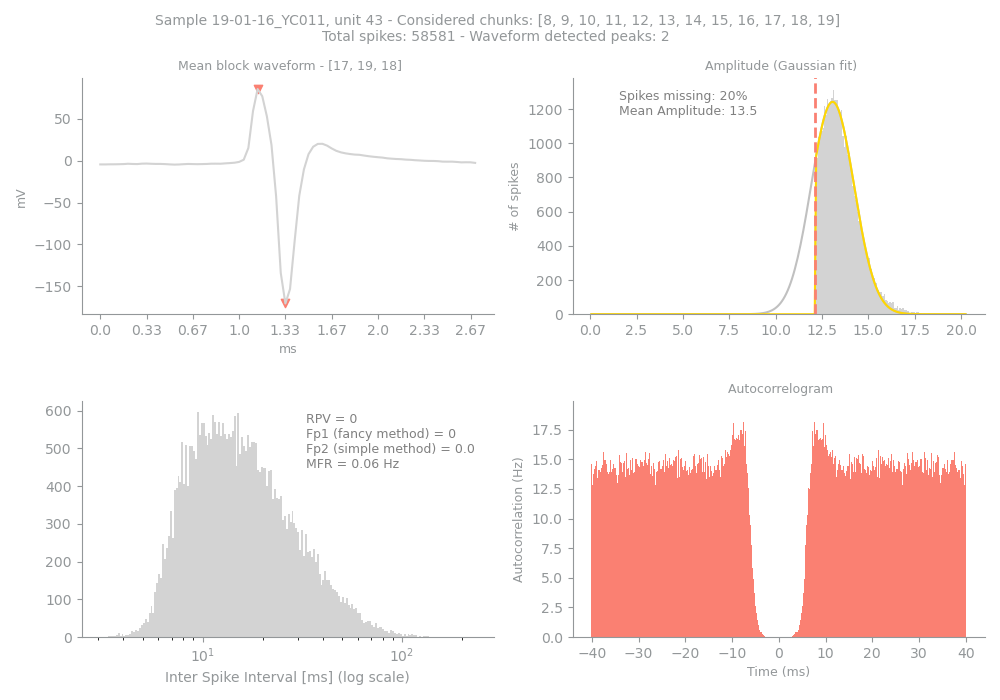 Sample 19-01-16_YC011, unit 43 - Considered chunks: [8, 9, 10, 11, 12, 13, 14, 15, 16, 17, 18, 19]
Total spikes: 58581 - Waveform detected peaks: 2
Mean block waveform - [17, 19, 18]
50
0
−50
−100
−150
mV
0.0 0.33 0.67 1.0 1.33 1.67 2.0 2.33 2.67
ms
Amplitude (Gaussian fit)
Spikes missing: 20%
Mean Amplitude: 13.5
1200
1000
800
600
400
200
0
# of spikes
0.0 2.5 5.0 7.5 10.0 12.5 15.0 17.5 20.0
RPV = 0
Fp1 (fancy method) = 0
Fp2 (simple method) = 0.0
MFR = 0.06 Hz
600
500
400
300
200
100
0
10¹ 10²
Inter Spike Interval [ms] (log scale)
Autocorrelogram
17.5
15.0
12.5
10.0
7.5
5.0
2.5
0.0
Autocorrelation (Hz)
−40 −30 −20 −10 0 10 20 30 40
Time (ms)